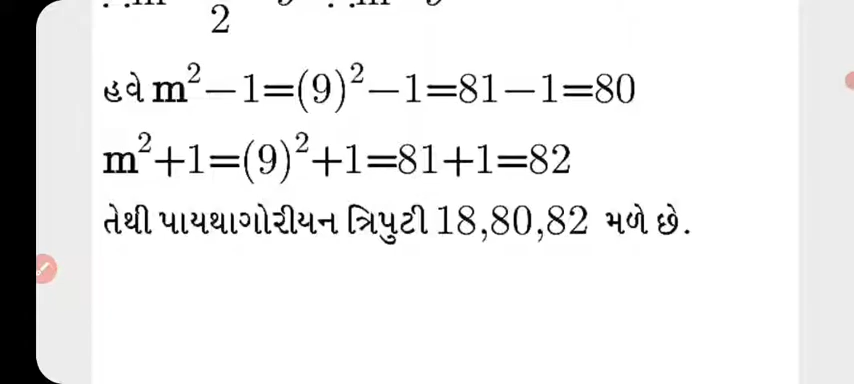 2
હવે m²−1=(9)²−1=81−1=80
m²+1=(9)²+1=81+1=82
તેથી પાયથાગોરીયન ત્રિપુટી 18,80,82 મળે છે.